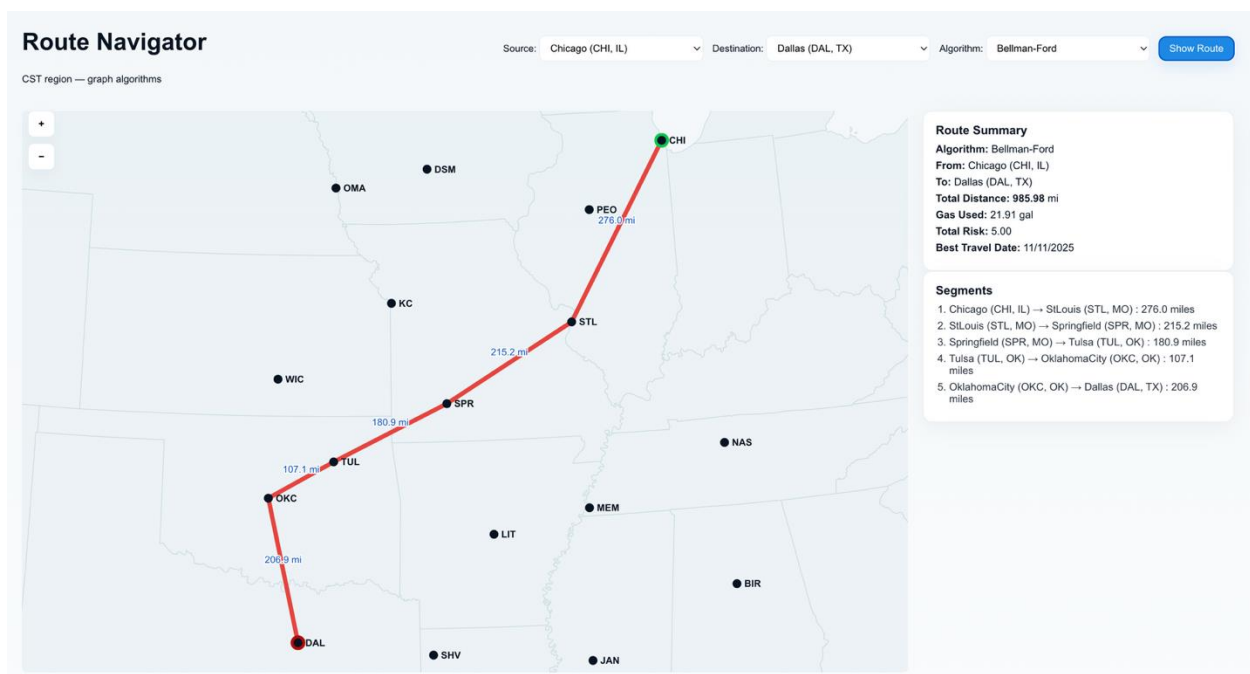 Route Navigator
Source: Chicago (CHI, IL) Destination: Dallas (DAL, TX) Algorithm: Bellman-Ford Show Route
CST region — graph algorithms
+
−
CHI
DSM
OMA
PEO
276.0 mi
KC
STL
215.2 mi
WIC
SPR
180.9 mi
NAS
TUL
107.1 mi
OKC
MEM
LIT
206.9 mi
BIR
DAL
SHV
JAN
Route Summary
Algorithm: Bellman-Ford
From: Chicago (CHI, IL)
To: Dallas (DAL, TX)
Total Distance: 985.98 mi
Gas Used: 21.91 gal
Total Risk: 5.00
Best Travel Date: 11/11/2025
Segments
1. Chicago (CHI, IL) → StLouis (STL, MO) : 276.0 miles
2. StLouis (STL, MO) → Springfield (SPR, MO) : 215.2 miles
3. Springfield (SPR, MO) → Tulsa (TUL, OK) : 180.9 miles
4. Tulsa (TUL, OK) → OklahomaCity (OKC, OK) : 107.1
miles
5. OklahomaCity (OKC, OK) → Dallas (DAL, TX) : 206.9
miles